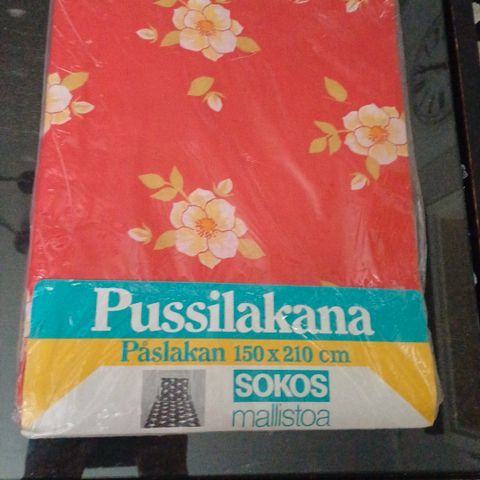 Pussilakana
Påslakan 150 x 210 cm
SOKOS
mallistoa